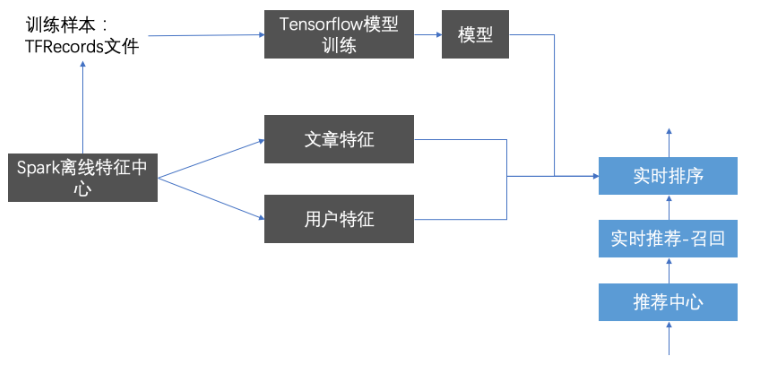 训练样本：
TFRecords文件
Tensorflow模型
训练
模型
文章特征
Spark离线特征中
心
用户特征
实时排序
实时推荐-召回
推荐中心